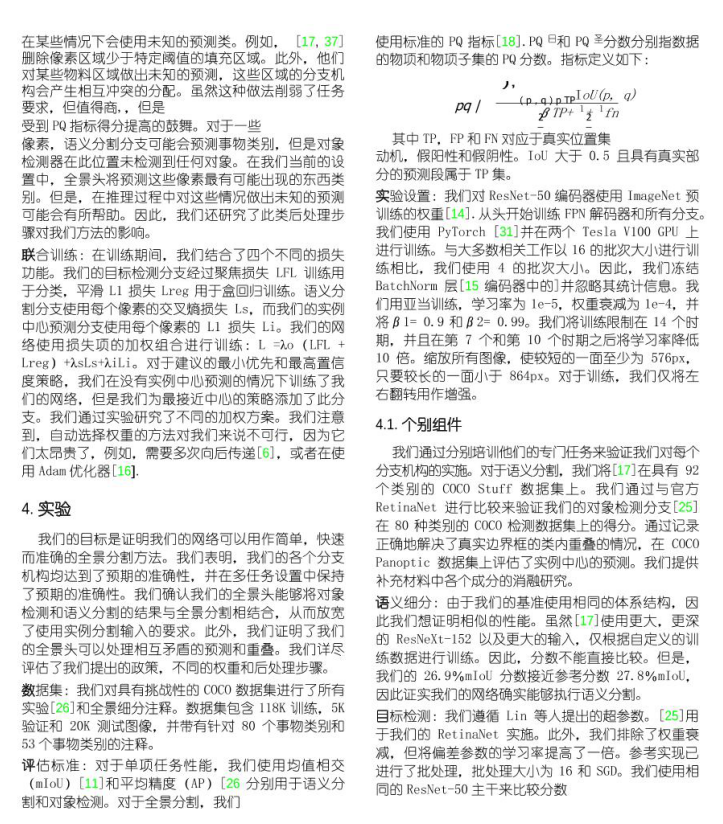 在某些情况下会使用未知的预测类。例如， [17, 37]
删除像素区域少于特定阈值的填充区域。此外，他们
对某些物料区域做出未知的预测，这些区域的分支机
构会产生相互冲突的分配。虽然这种做法削弱了任务
要求，但值得商，，但是
受到 PQ 指标得分提高的鼓舞。对于一些
像素，语义分割分支可能会预测事物类别，但是对象
检测器在此位置未检测到任何对象。在我们当前的设
置中，全景头将预测这些像素最有可能出现的东西类
别。但是，在推理过程中对这些情况做出未知的预测
可能会有所帮助。因此，我们还研究了此类后处理步
骤对我们方法的影响。
联合训练：在训练期间，我们结合了四个不同的损失
功能。我们的目标检测分支经过聚焦损失 LFL 训练用
于分类，平滑 L1 损失 Lreg 用于盒回归训练。语义分
割分支使用每个像素的交叉熵损失 Ls，而我们的实例
中心预测分支使用每个像素的 L1 损失 Li。我们的网
络使用损失项的加权组合进行训练：L =λo (LFL +
Lreg) +λsLs+λiLi。对于建议的最小优先和最高置信
度策略，我们在没有实例中心预测的情况下训练了我
们的网络，但是我们为最接近中心的策略添加了此分
支。我们通过实验研究了不同的加权方案。我们注意
到，自动选择权重的方法对我们来说不可行，因为它
们太昂贵了，例如，需要多次向后传递[6]，或者在使
用 Adam 优化器[16].
4. 实验
我们的目标是证明我们的网络可以用作简单，快速
而准确的全景分割方法。我们表明，我们的各个分支
机构均达到了预期的准确性，并在多任务设置中保持
了预期的准确性。我们确认我们的全景头能够将对象
检测和语义分割的结果与全景分割相结合，从而放宽
了使用实例分割输入的要求。此外，我们证明了我们
的全景头可以处理相互矛盾的预测和重叠。我们详尽
评估了我们提出的政策，不同的权重和后处理步骤。
数据集：我们对具有挑战性的 COCO 数据集进行了所有
实验[26]和全景细分注释。数据集包含 118K 训练，5K
验证和 20K 测试图像，并带有针对 80 个事物类别和
53 个事物类别的注释。
评估标准：对于单项任务性能，我们使用均值相交
（mIoU）[11]和平均精度（AP）[26 分别用于语义分
割和对象检测。对于全景分割，我们
使用标准的 PQ 指标[18]. PQ 日和 PQ 圣分数分别指数据
的物项和物项子集的 PQ 分数。指标定义如下：
),
(p,q)p TP IoU(p, q)
pq /
β TP+ 1 ‡ 1 fn
2 2
其中 TP，FP 和 FN 对应于真实位置集
动机，假阳性和假阴性。IoU 大于 0.5 且具有真实部
分的预测段属于 TP 集。
实验设置：我们对 ResNet-50 编码器使用 ImageNet 预
训练的权重[14]. 从头开始训练 FPN 解码器和所有分支。
我们使用 PyTorch [31]并在两个 Tesla V100 GPU 上
进行训练。与大多数相关工作以 16 的批次大小进行训
练相比，我们使用 4 的批次大小。因此，我们冻结
BatchNorm 层[15 编码器中的]并忽略其统计信息。我
们用亚当训练，学习率为 1e-5，权重衰减为 1e-4，并
将β1= 0.9 和β2= 0.99。我们将训练限制在 14 个时
期，并且在第 7 个和第 10 个时期之后将学习率降低
10 倍。缩放所有图像，使较短的一面至少为 576px，
只要较长的一面小于 864px。对于训练，我们仅将左
右翻转用作增强。
4.1. 个别组件
我们通过分别培训他们的专门任务来验证我们对每个
分支机构的实施。对于语义分割，我们将[17]在具有 92
个类别的 COCO Stuff 数据集上。我们通过与官方
RetinaNet 进行比较来验证我们的对象检测分支[25]
在 80 种类别的 COCO 检测数据集上的得分。通过记录
正确地解决了真实边界框的类内重叠的情况，在 COCO
Panoptic 数据集上评估了实例中心的预测。我们提供
补充材料中各个成分的消融研究。
语义细分：由于我们的基准使用相同的体系结构，因
此我们想证明相似的性能。虽然[17]使用更大，更深
的 ResNeXt-152 以及更大的输入，仅根据自定义的训
练数据进行训练。因此，分数不能直接比较。但是，
我们的 26.9%mIoU 分数接近参考分数 27.8%mIoU，
因此证实我们的网络确实能够执行语义分割。
目标检测：我们遵循 Lin 等人提出的超参数。[25]用
于我们的 RetinaNet 实施。此外，我们排除了权重衰
减，但将偏差参数的学习率提高了一倍。参考实现已
进行了批处理，批处理大小为 16 和 SGD。我们使用相
同的 ResNet-50 主干来比较分数